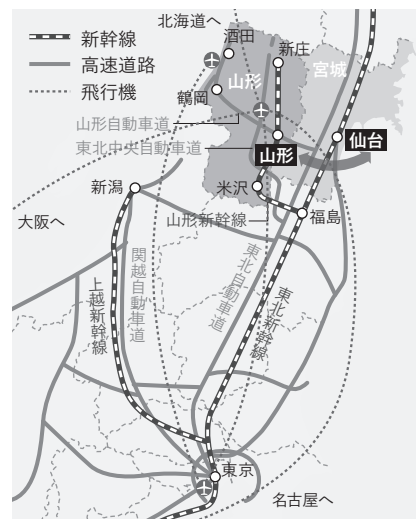 北海道へ
新幹線
高速道路
飛行機
酒田
新庄
山形
宮城
鶴岡
山形自動車道
東北中央自動車道
山形
仙台
新潟
米沢
大阪へ
山形新幹線
福島
関越自動車道
上越新幹線
東北自動車道
東北新幹線
東京
名古屋へ